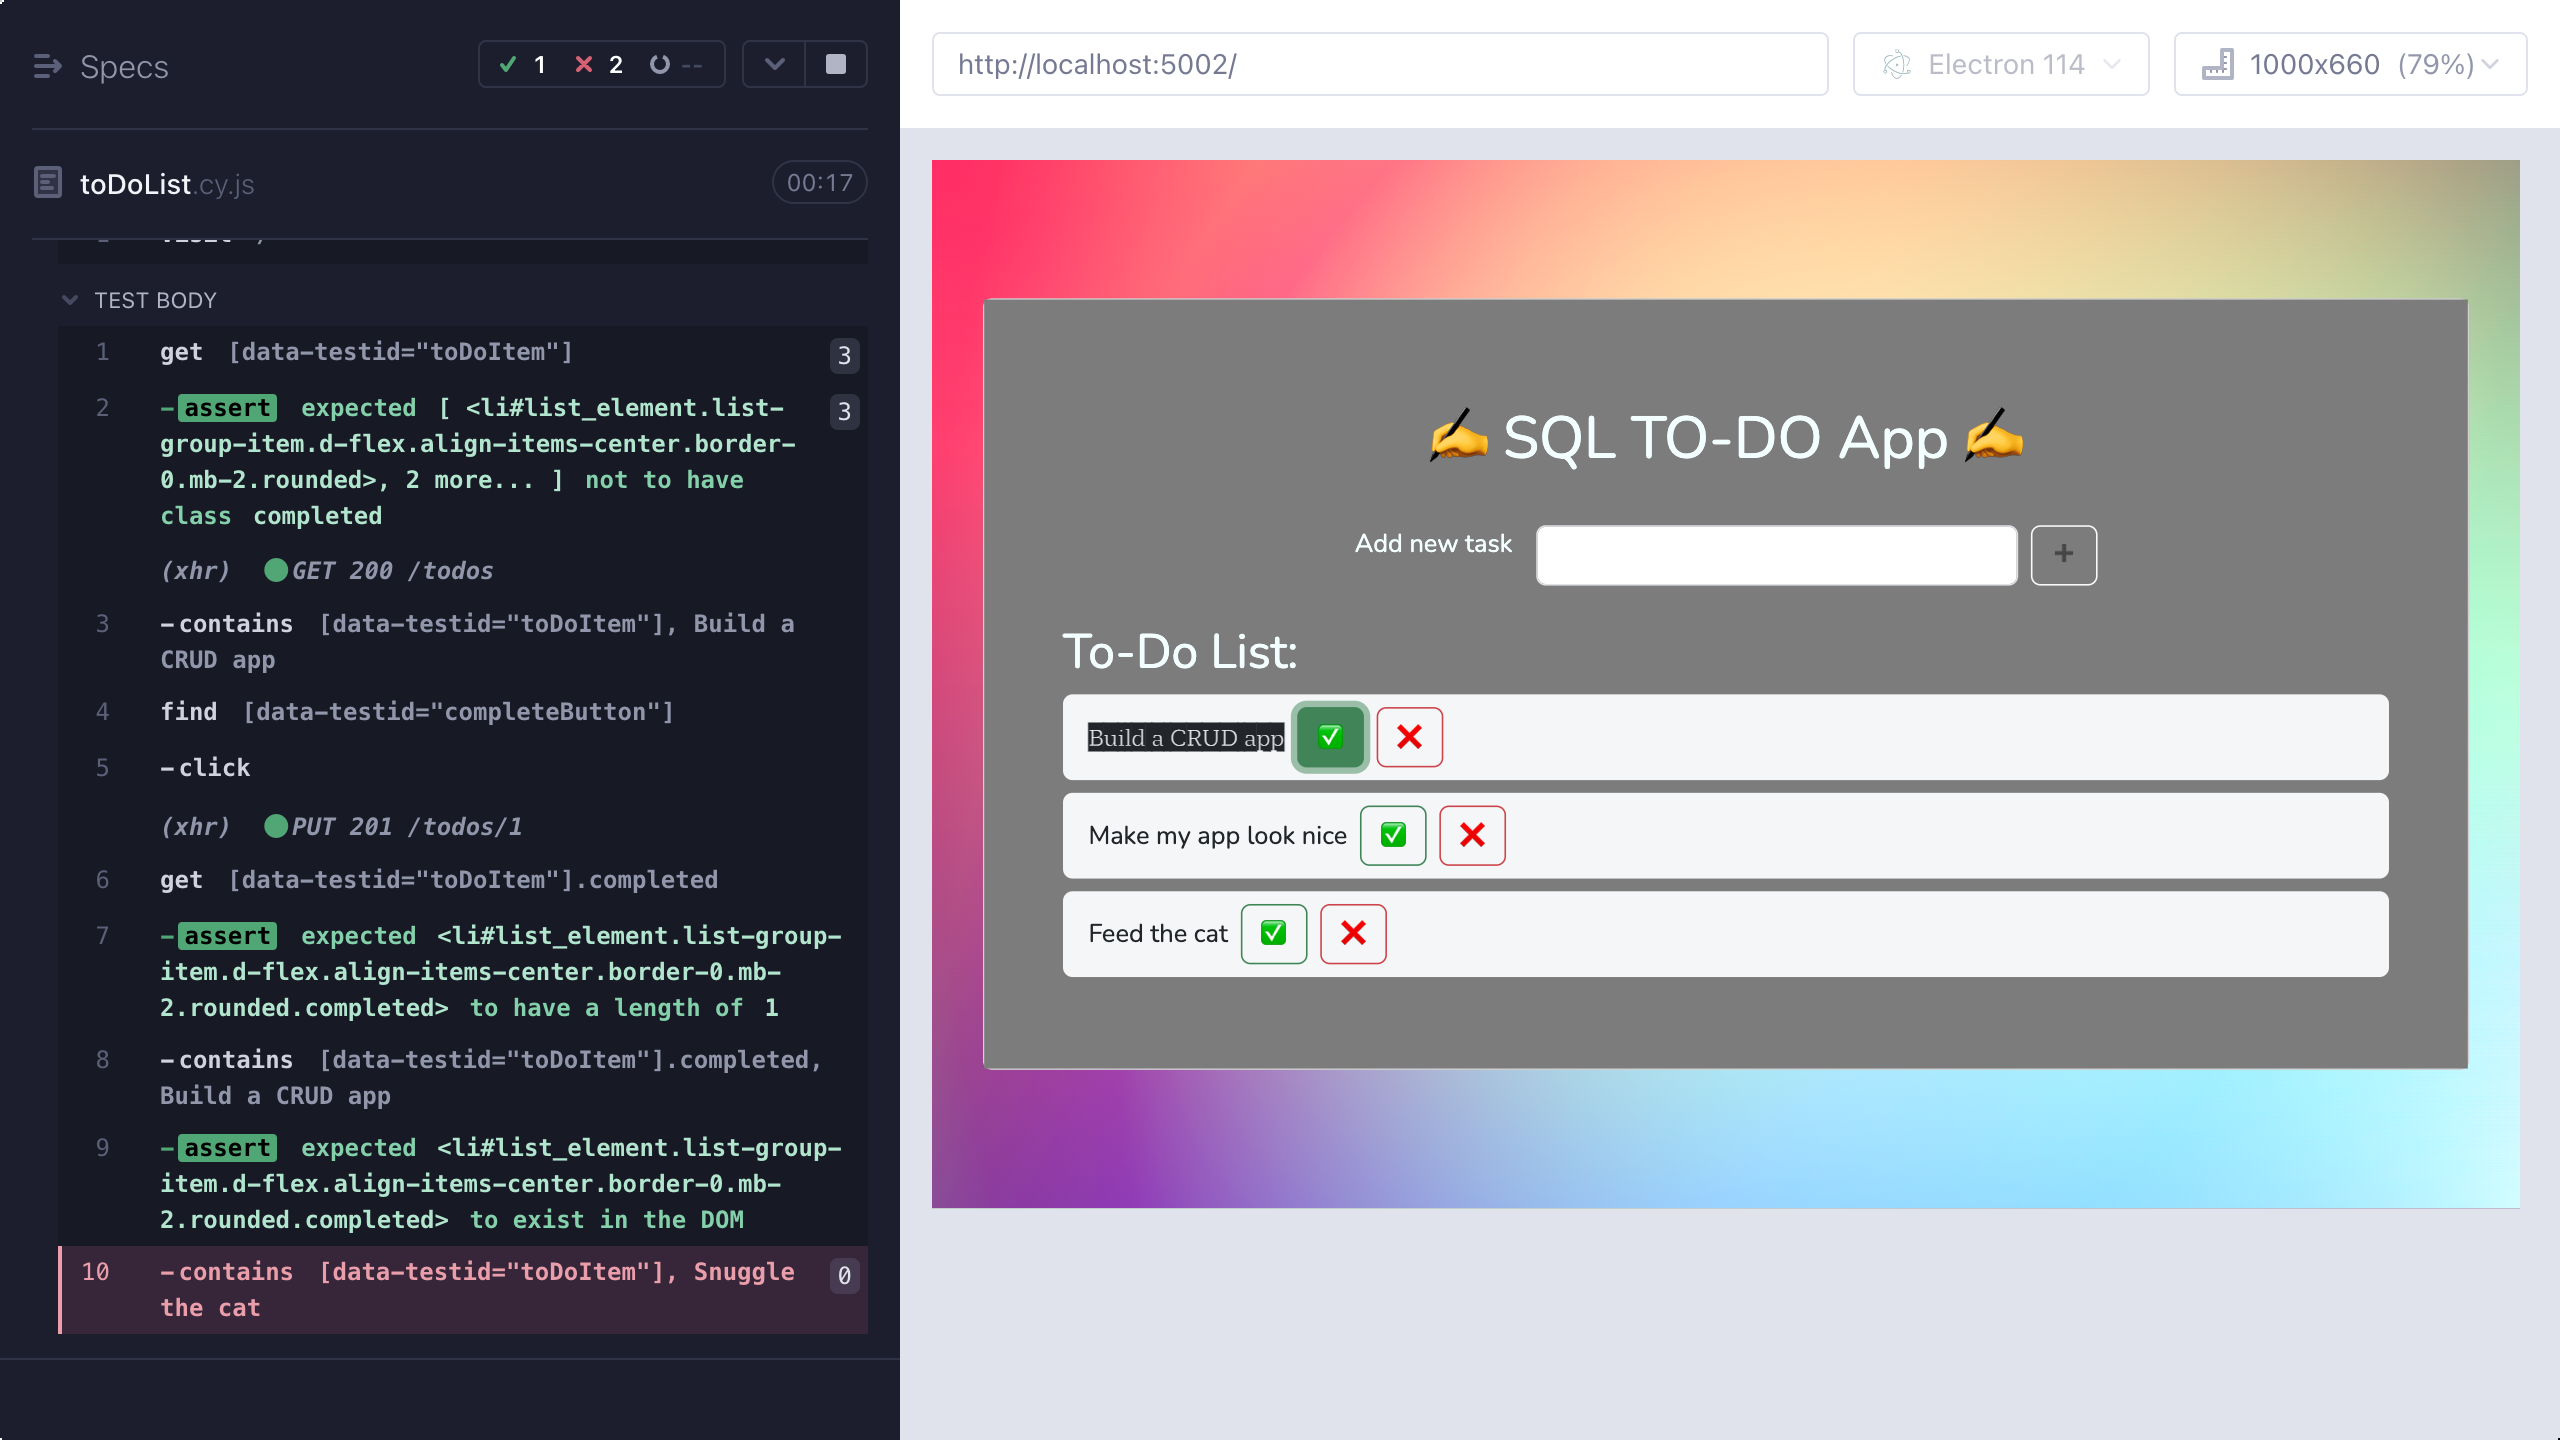 Specs
1 2 --
toDoList.cy.js 00:17
TEST BODY
1 get [data-testid="toDoItem"] 3
2 -assert expected [ <li#list_element.list-
group-item.d-flex.align-items-center.border-
0.mb-2.rounded>, 2 more... ] not to have
class completed
3
(xhr) GET 200 /todos
3 -contains [data-testid="toDoItem"], Build a
CRUD app
4 find [data-testid="completeButton"]
5 -click
(xhr) PUT 201 /todos/1
6 get [data-testid="toDoItem"].completed
7 -assert expected <li#list_element.list-group-
item.d-flex.align-items-center.border-0.mb-
2.rounded.completed> to have a length of 1
8 -contains [data-testid="toDoItem"].completed,
Build a CRUD app
9 -assert expected <li#list_element.list-group-
item.d-flex.align-items-center.border-0.mb-
2.rounded.completed> to exist in the DOM
10 -contains [data-testid="toDoItem"], Snuggle
the cat
0
http://localhost:5002/
Electron 114
1000x660 (79%)
✍️ SQL TO-DO App ✍️
Add new task
+
To-Do List:
Build a CRUD app ✅ ❌
Make my app look nice ✅ ❌
Feed the cat ✅ ❌